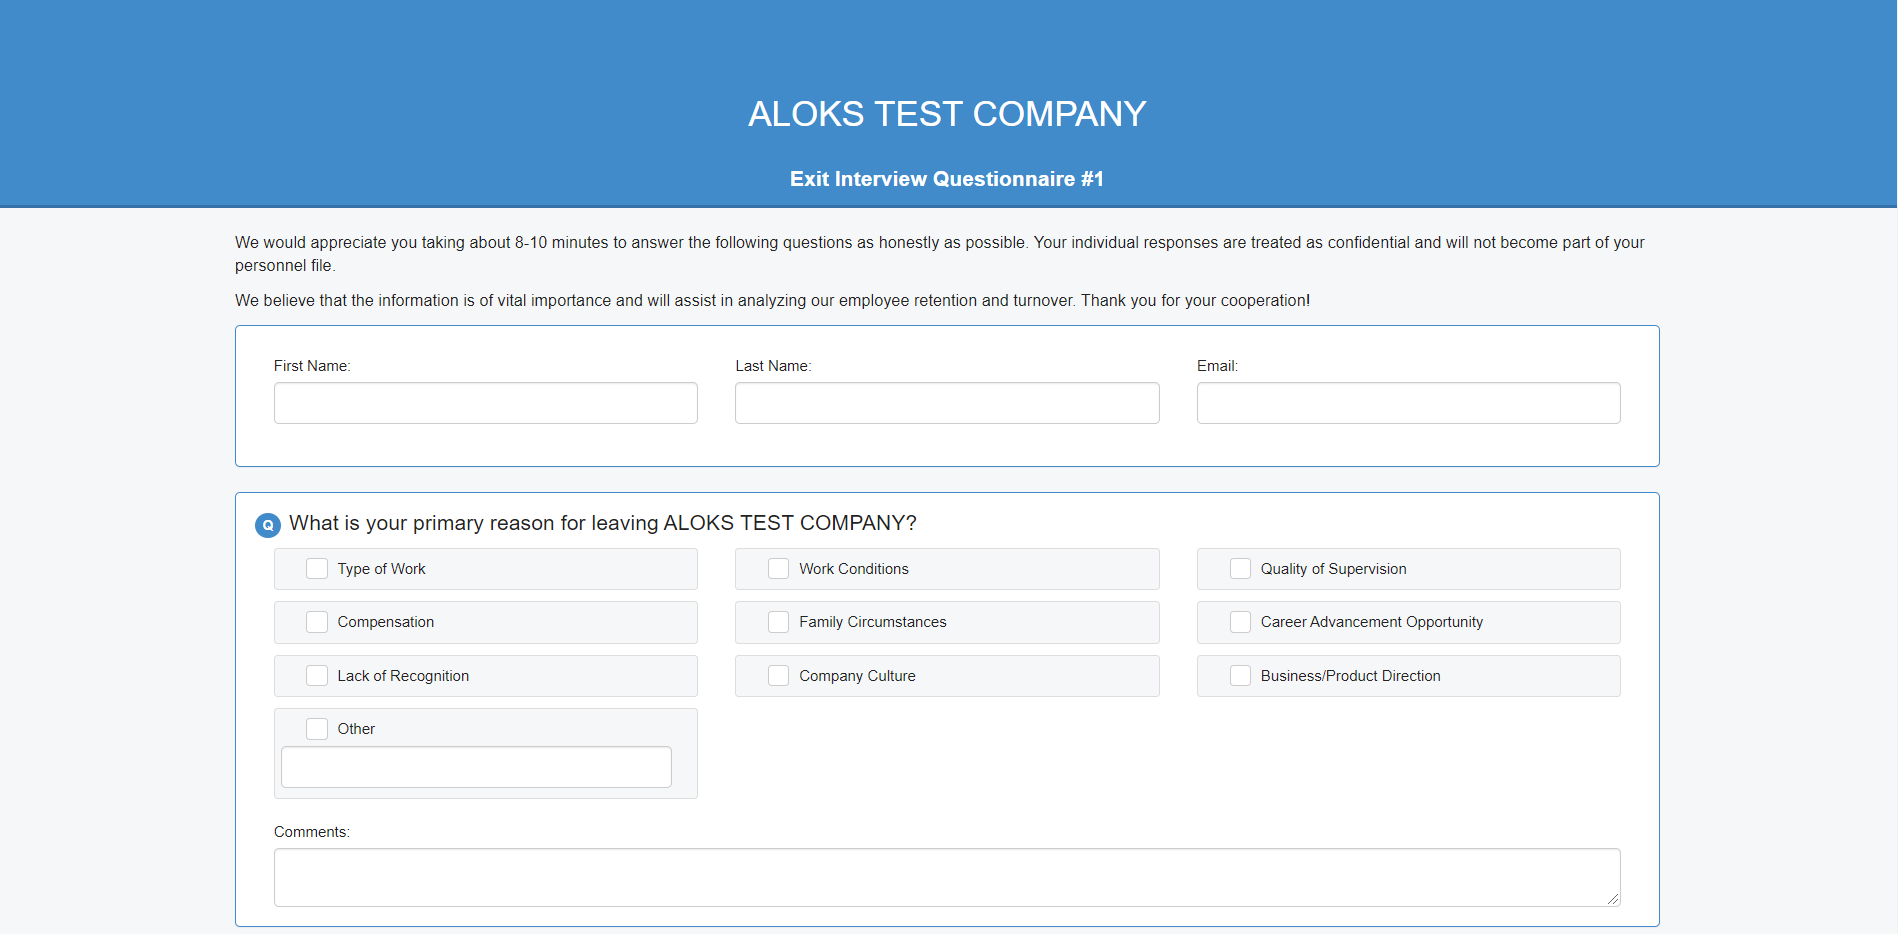 ALOKS TEST COMPANY
Exit Interview Questionnaire #1
We would appreciate you taking about 8-10 minutes to answer the following questions as honestly as possible. Your individual responses are treated as confidential and will not become part of your
personnel file.
We believe that the information is of vital importance and will assist in analyzing our employee retention and turnover. Thank you for your cooperation!
First Name: Last Name: Email:
Q What is your primary reason for leaving ALOKS TEST COMPANY?
Type of Work Work Conditions Quality of Supervision
Compensation Family Circumstances Career Advancement Opportunity
Lack of Recognition Company Culture Business/Product Direction
Other
Comments: